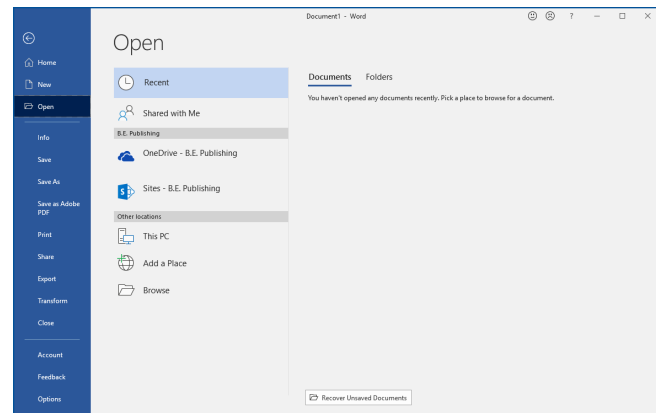 Document1 - Word
?
Open
Home
New
Open
Info
Save
Save As
Save as Adobe
PDF
Print
Share
Export
Transform
Close
Account
Feedback
Options
Recent
Shared with Me
B.E. Publishing
OneDrive - B.E. Publishing
S
Sites - B.E. Publishing
Other locations
This PC
Add a Place
Browse
Documents Folders
You haven't opened any documents recently. Pick a place to browse for a document.
Recover Unsaved Documents